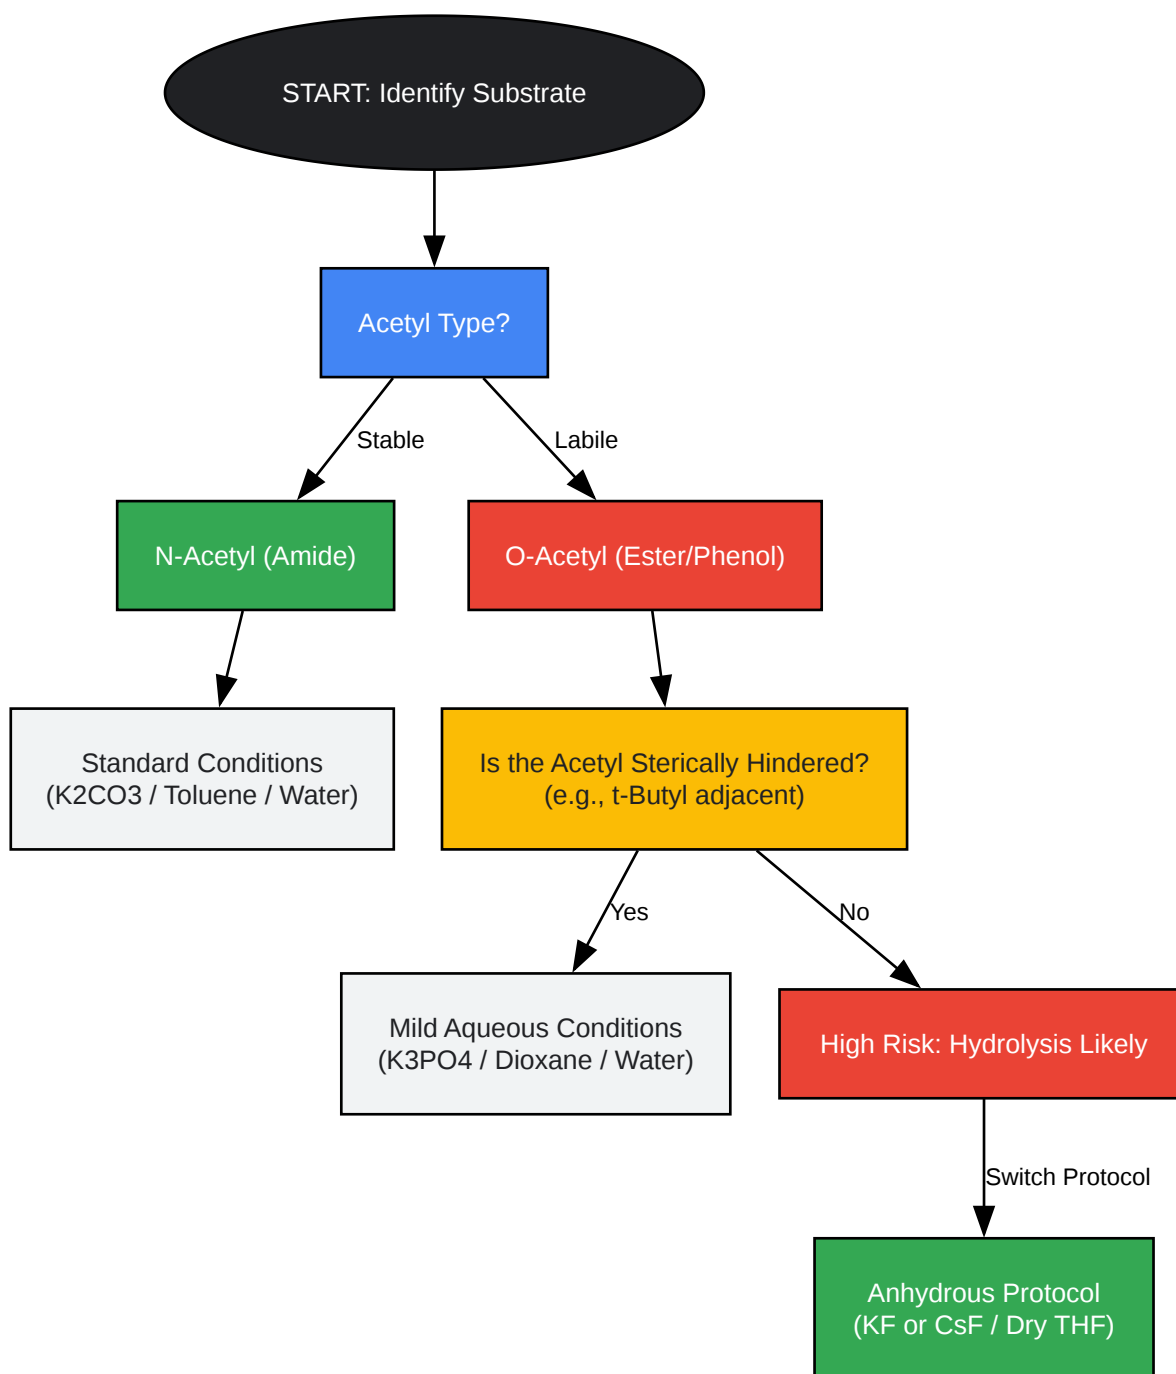 START: Identify Substrate
Acetyl Type?
Stable
Labile
N-Acetyl (Amide)
O-Acetyl (Ester/Phenol)
Standard Conditions
(K2CO3 / Toluene / Water)
Is the Acetyl Sterically Hindered?
(e.g., t-Butyl adjacent)
Yes
No
Mild Aqueous Conditions
(K3PO4 / Dioxane / Water)
High Risk: Hydrolysis Likely
Switch Protocol
Anhydrous Protocol
(KF or CsF / Dry THF)